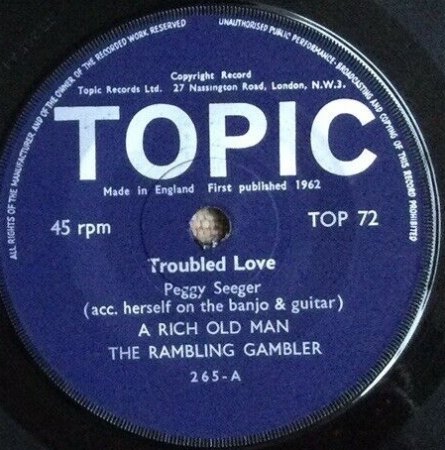 ALL RIGHTS OF THE MANUFACTURER AND OF THE OWNER OF THE RECORDED WORK RESERVED
UNAUTHORISED PUBLIC PERFORMANCE, BROADCASTING AND COPYING OF THIS RECORD PROHIBITED
Copyright Record
Topic Records Ltd. 27 Nassington Road, London, N.W.3.
TOPIC
Made in England First published 1962
45 rpm
TOP 72
Troubled Love
Peggy Seeger
(acc. herself on the banjo & guitar)
A RICH OLD MAN
THE RAMBLING GAMBLER
265-A